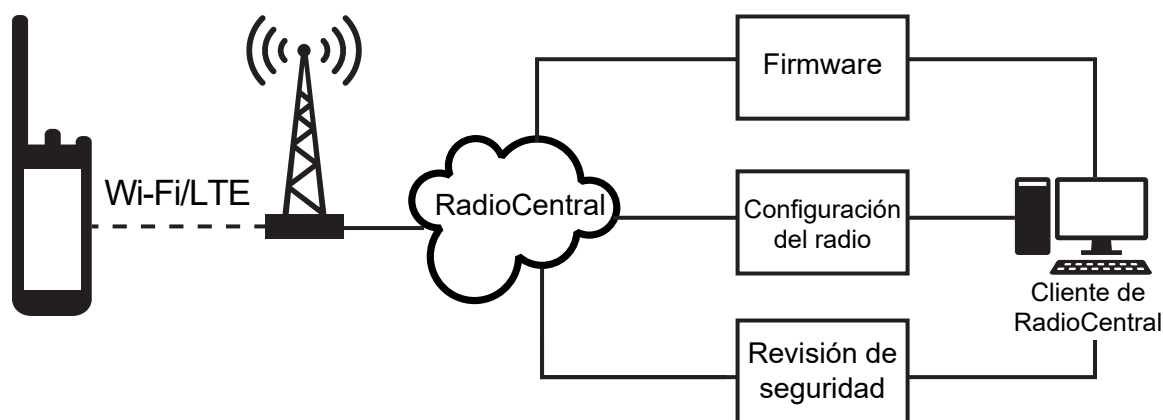 Firmware
Wi-Fi/LTE
RadioCentral
Configuración
del radio
Cliente de
RadioCentral
Revisión de
seguridad